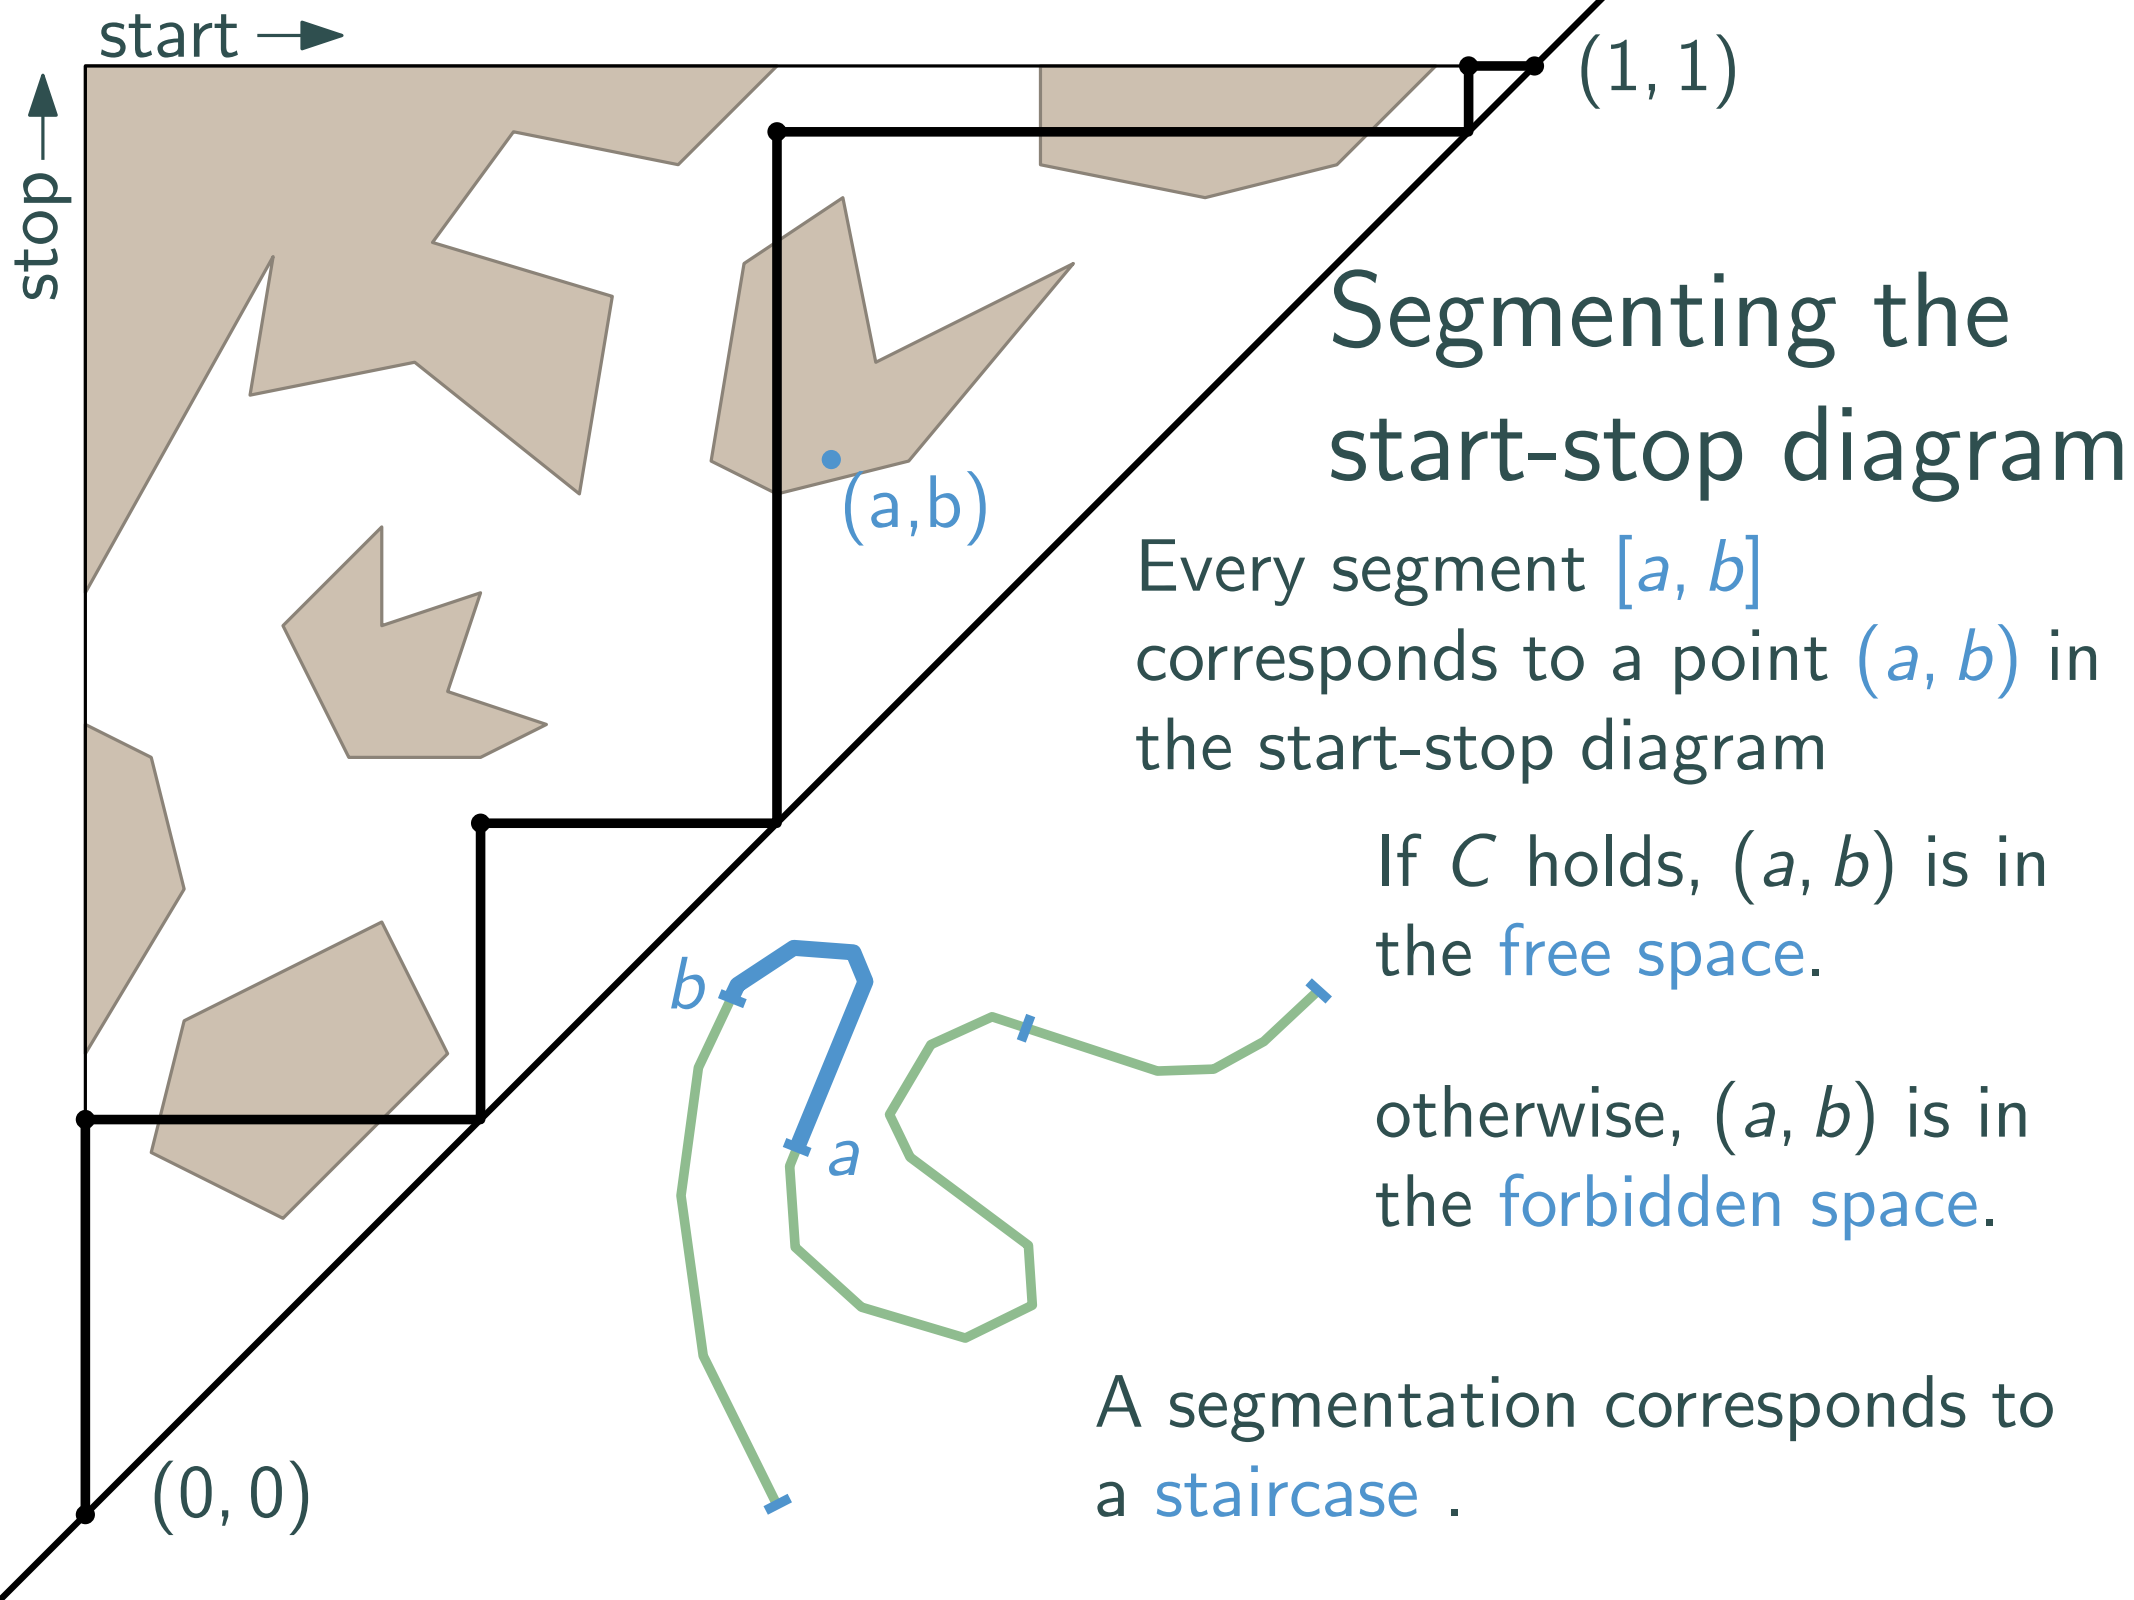 start
stop
(1, 1)
Segmenting the
start-stop diagram
(a,b)
Every segment [a, b]
corresponds to a point (a, b) in
the start-stop diagram
If C holds, (a, b) is in
the free space.
b
a
otherwise, (a, b) is in
the forbidden space.
A segmentation corresponds to
a staircase .
(0, 0)